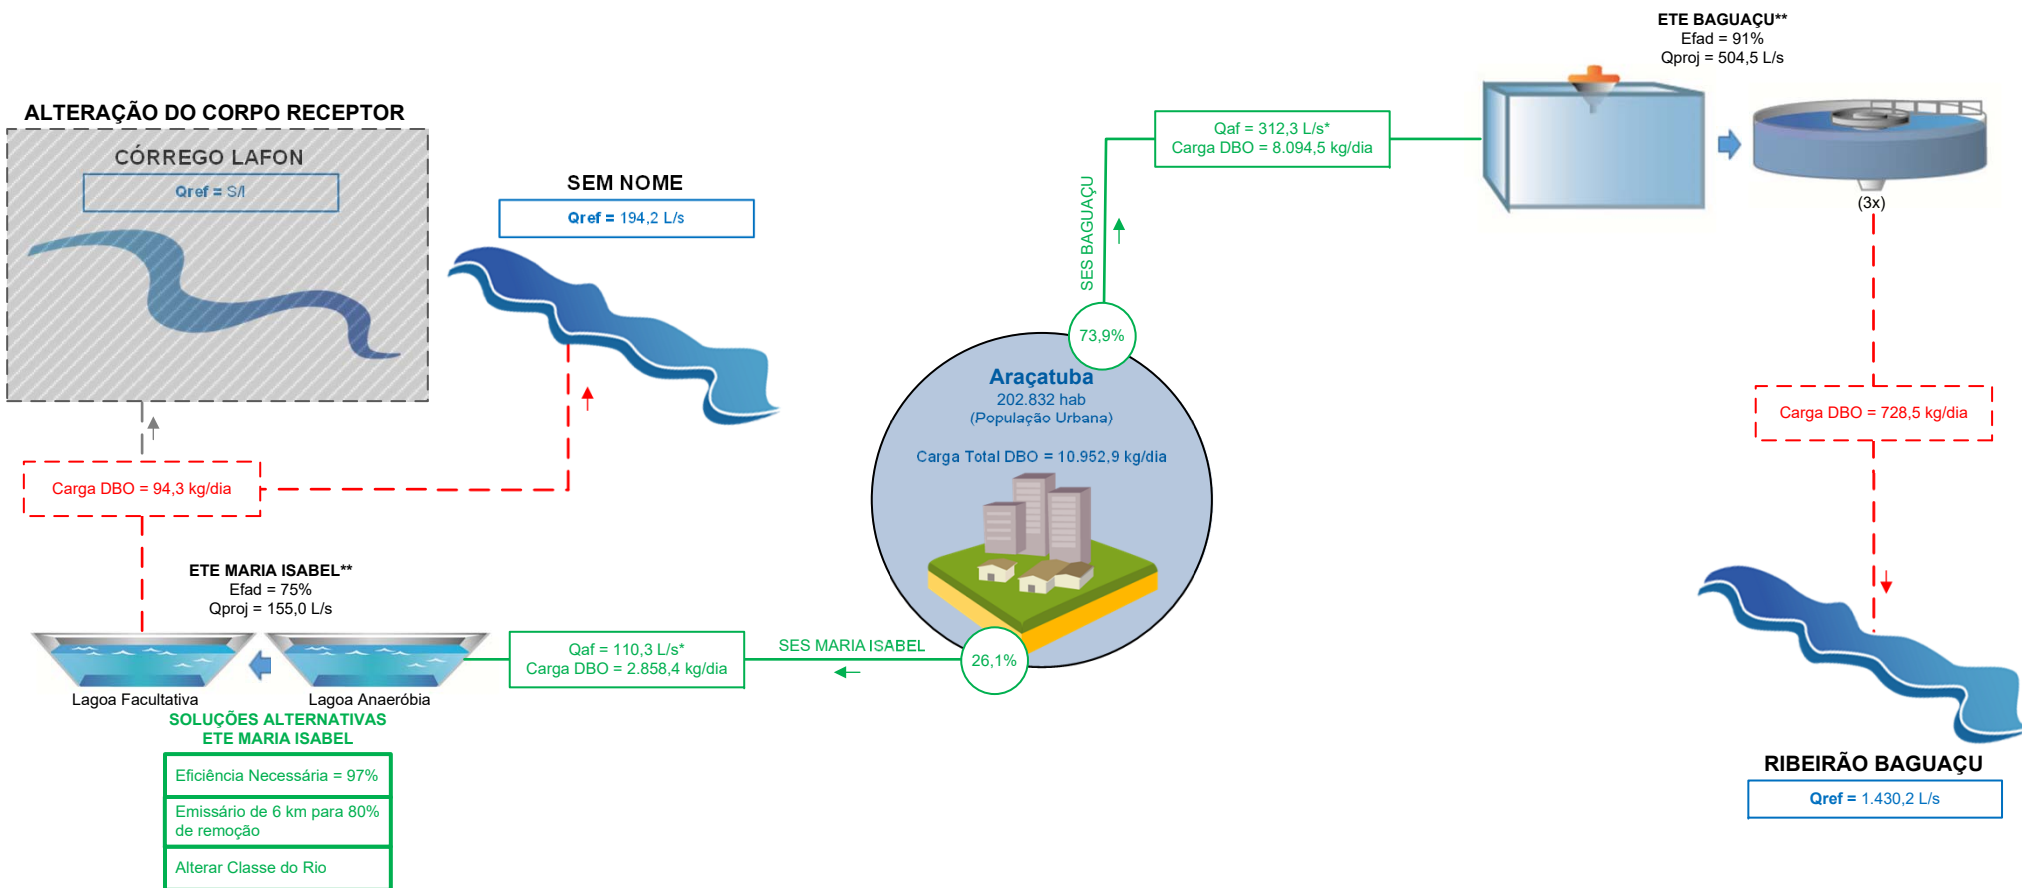 ALTERAÇÃO DO CORPO RECEPTOR
CÓRREGO LAFON
Qref = S/I
SEM NOME
Qref = 194,2 L/s
Carga DBO = 94,3 kg/dia
ETE MARIA ISABEL**
Efad = 75%
Qproj = 155,0 L/s
Lagoa Facultativa
Lagoa Anaeróbia
SOLUÇÕES ALTERNATIVAS
ETE MARIA ISABEL
Eficiência Necessária = 97%
Emissário de 6 km para 80%
de remoção
Alterar Classe do Rio
Qaf = 110,3 L/s*
Carga DBO = 2.858,4 kg/dia
SES MARIA ISABEL
26,1%
Araçatuba
202.832 hab
(População Urbana)
Carga Total DBO = 10.952,9 kg/dia
73,9%
SES BAGUAÇU
Qaf = 312,3 L/s*
Carga DBO = 8.094,5 kg/dia
ETE BAGUAÇU**
Efad = 91%
Qproj = 504,5 L/s
(3x)
Carga DBO = 728,5 kg/dia
RIBEIRÃO BAGUAÇU
Qref = 1.430,2 L/s